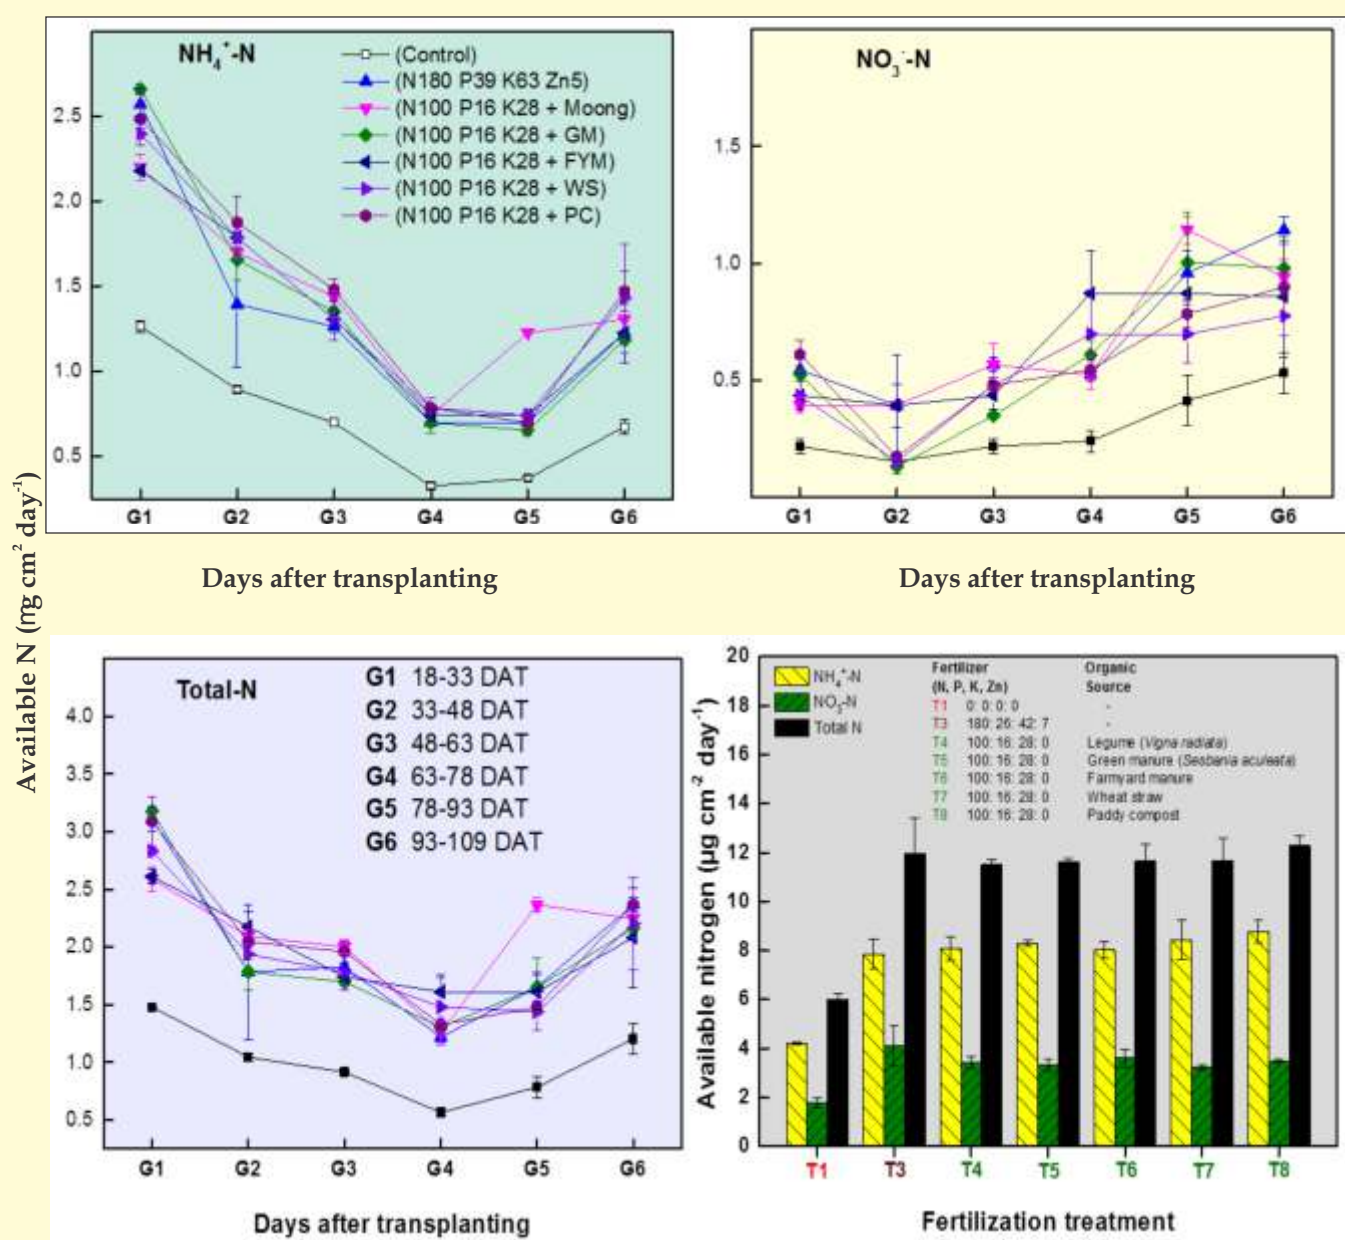 NH4+-N
(Control)
(N180 P39 K63 Zn5)
(N100 P16 K28 + Moong)
(N100 P16 K28 + GM)
(N100 P16 K28 + FYM)
(N100 P16 K28 + WS)
(N100 P16 K28 + PC)
2.5
2.0
1.5
1.0
0.5
G1 G2 G3 G4 G5 G6
NO3--N
1.5
1.0
0.5
G1 G2 G3 G4 G5 G6
Days after transplanting
Days after transplanting
Available N (mg cm2 day-1)
Total-N
G1 18-33 DAT
G2 33-48 DAT
G3 48-63 DAT
G4 63-78 DAT
G5 78-93 DAT
G6 93-109 DAT
4.0
3.5
3.0
2.5
2.0
1.5
1.0
0.5
G1 G2 G3 G4 G5 G6
Days after transplanting
Available nitrogen (µg cm-2 day-1)
20
18
16
14
12
10
8
6
4
2
0
NH4+-N
NO3-N
Total N
Fertilizer Organic
(N, P, K, Zn) Source
T1 0: 0: 0: 0 -
T3 180: 26: 42: 7 -
T4 100: 16: 28: 0 Legume (Vigna radiata)
T5 100: 16: 28: 0 Green manure (Sesbania aculeata)
T6 100: 16: 28: 0 Farmyard manure
T7 100: 16: 28: 0 Wheat straw
T8 100: 16: 28: 0 Paddy compost
T1 T3 T4 T5 T6 T7 T8
Fertilization treatment